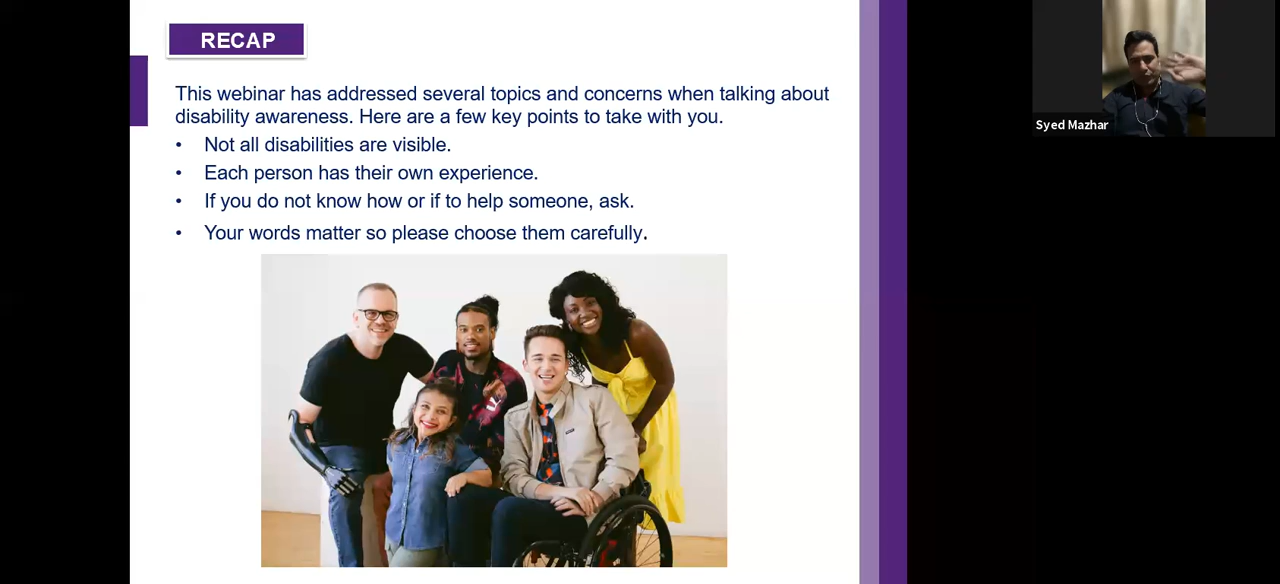 RECAP
This webinar has addressed several topics and concerns when talking about
disability awareness. Here are a few key points to take with you.
• Not all disabilities are visible.
• Each person has their own experience.
• If you do not know how or if to help someone, ask.
• Your words matter so please choose them carefully.
Syed Mazhar